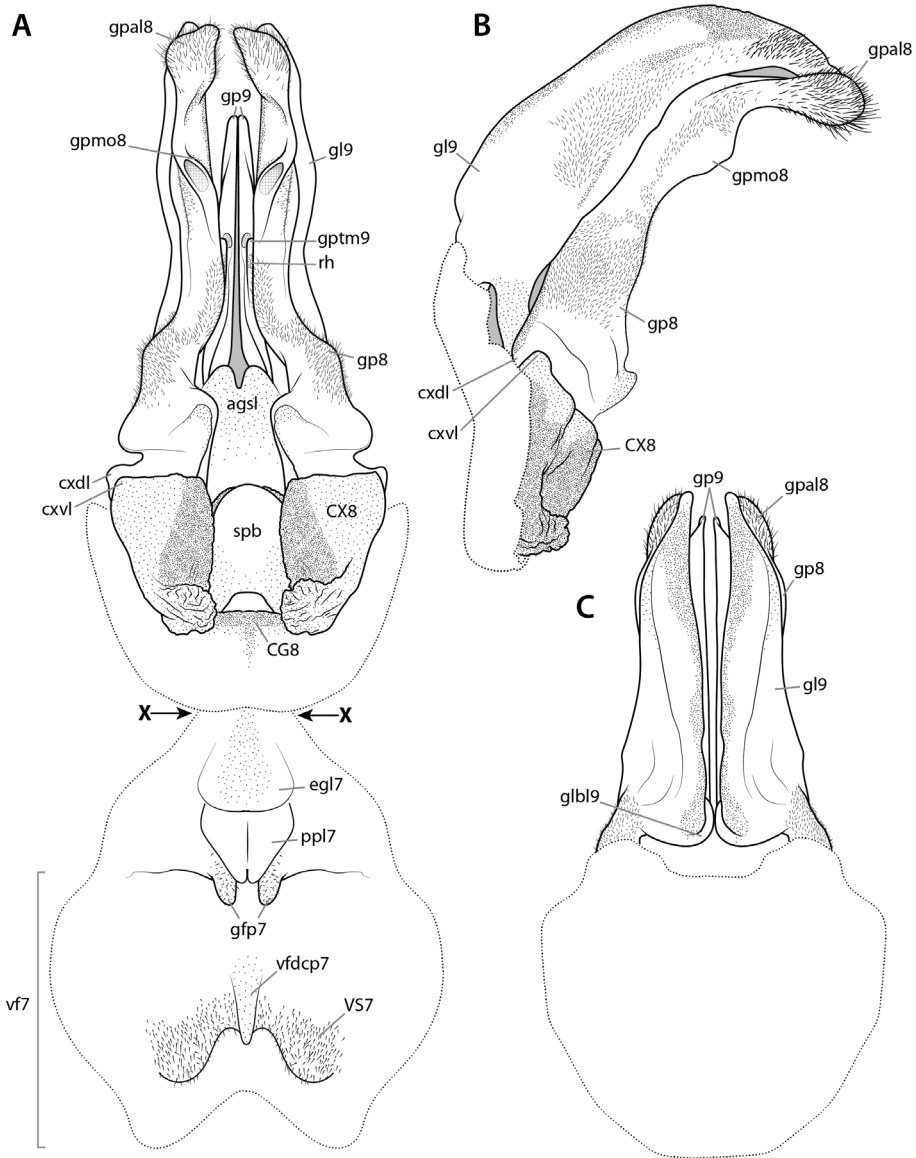 A
gpal8
gp9
gpmo8
gl9
gptm9
rh
gp8
agsl
cxdl
cxvl
spb
CX8
CG8
X X
egl7
ppl7
gfp7
vfdcp7
VS7
vf7
B
gpal8
gl9
gpmo8
gp8
cxdl
cxvl
CX8
C
gp9
gpal8
gp8
gl9
glbl9